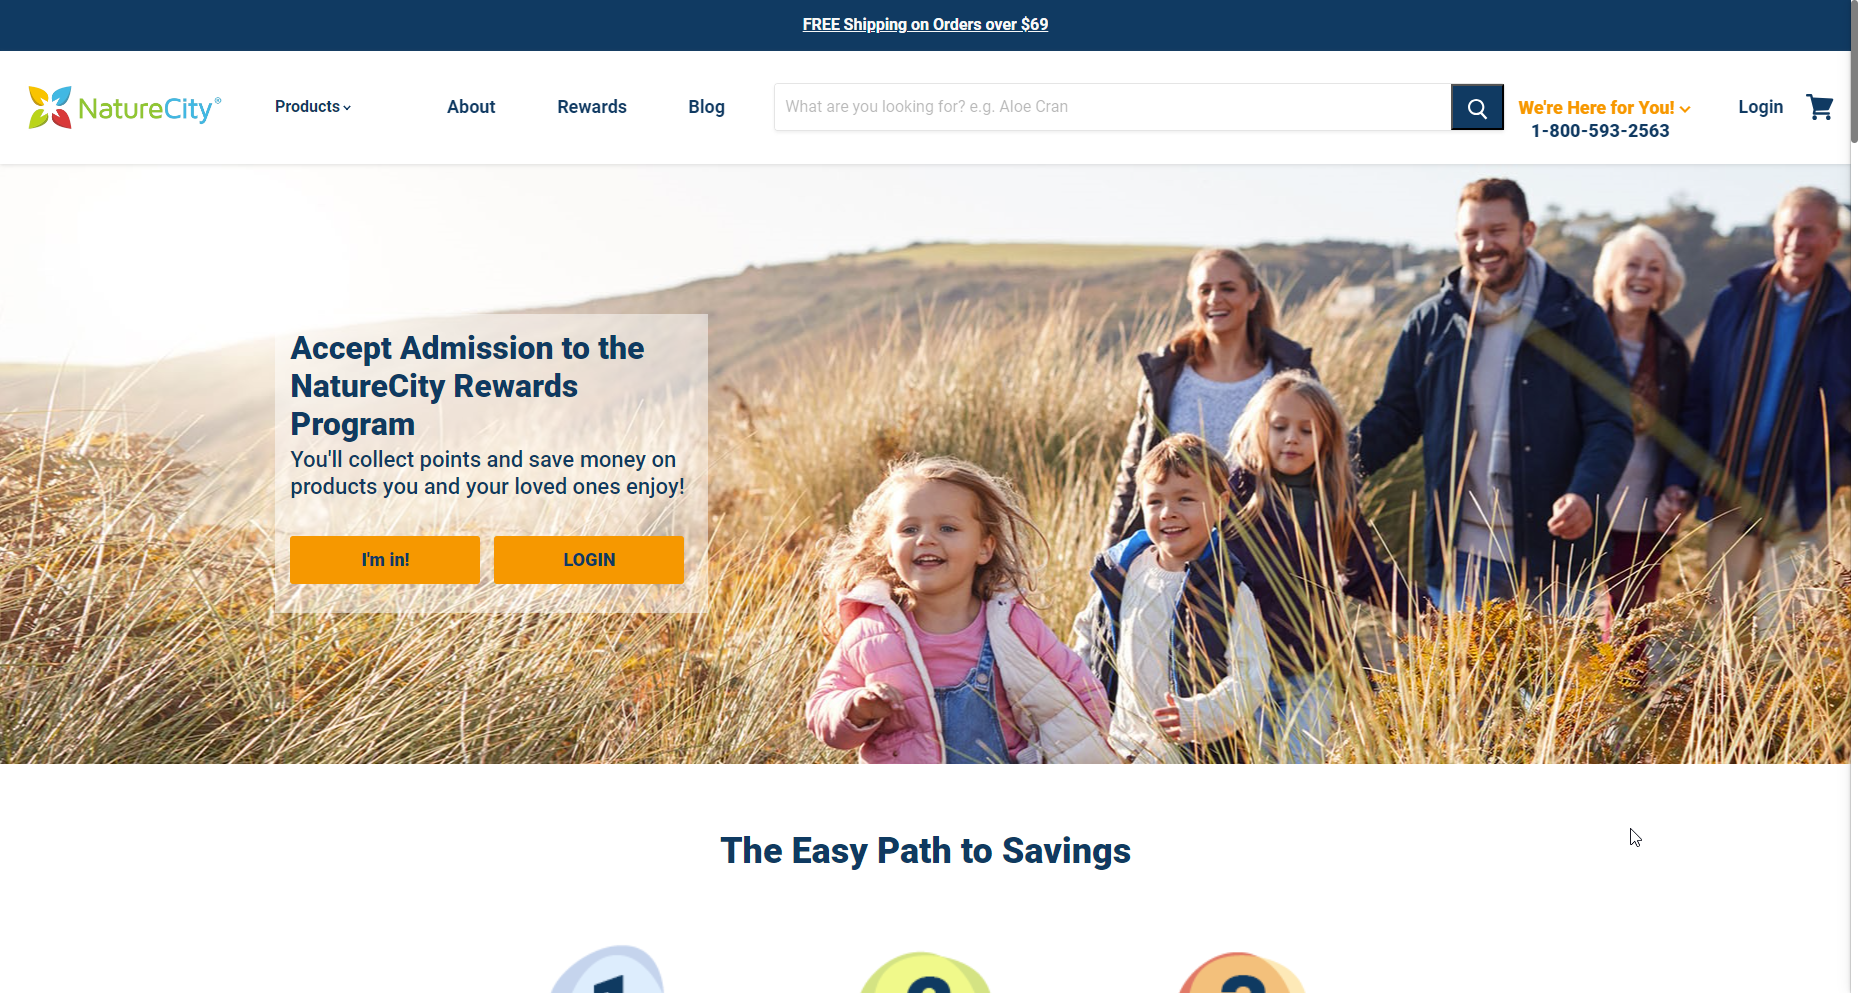 FREE Shipping on Orders over $69
NatureCity®
Products
About
Rewards
Blog
What are you looking for? e.g. Aloe Cran
We're Here for You!
1-800-593-2563
Login
Accept Admission to the
NatureCity Rewards
Program
You'll collect points and save money on
products you and your loved ones enjoy!
I'm in!
LOGIN
The Easy Path to Savings
1
2
3